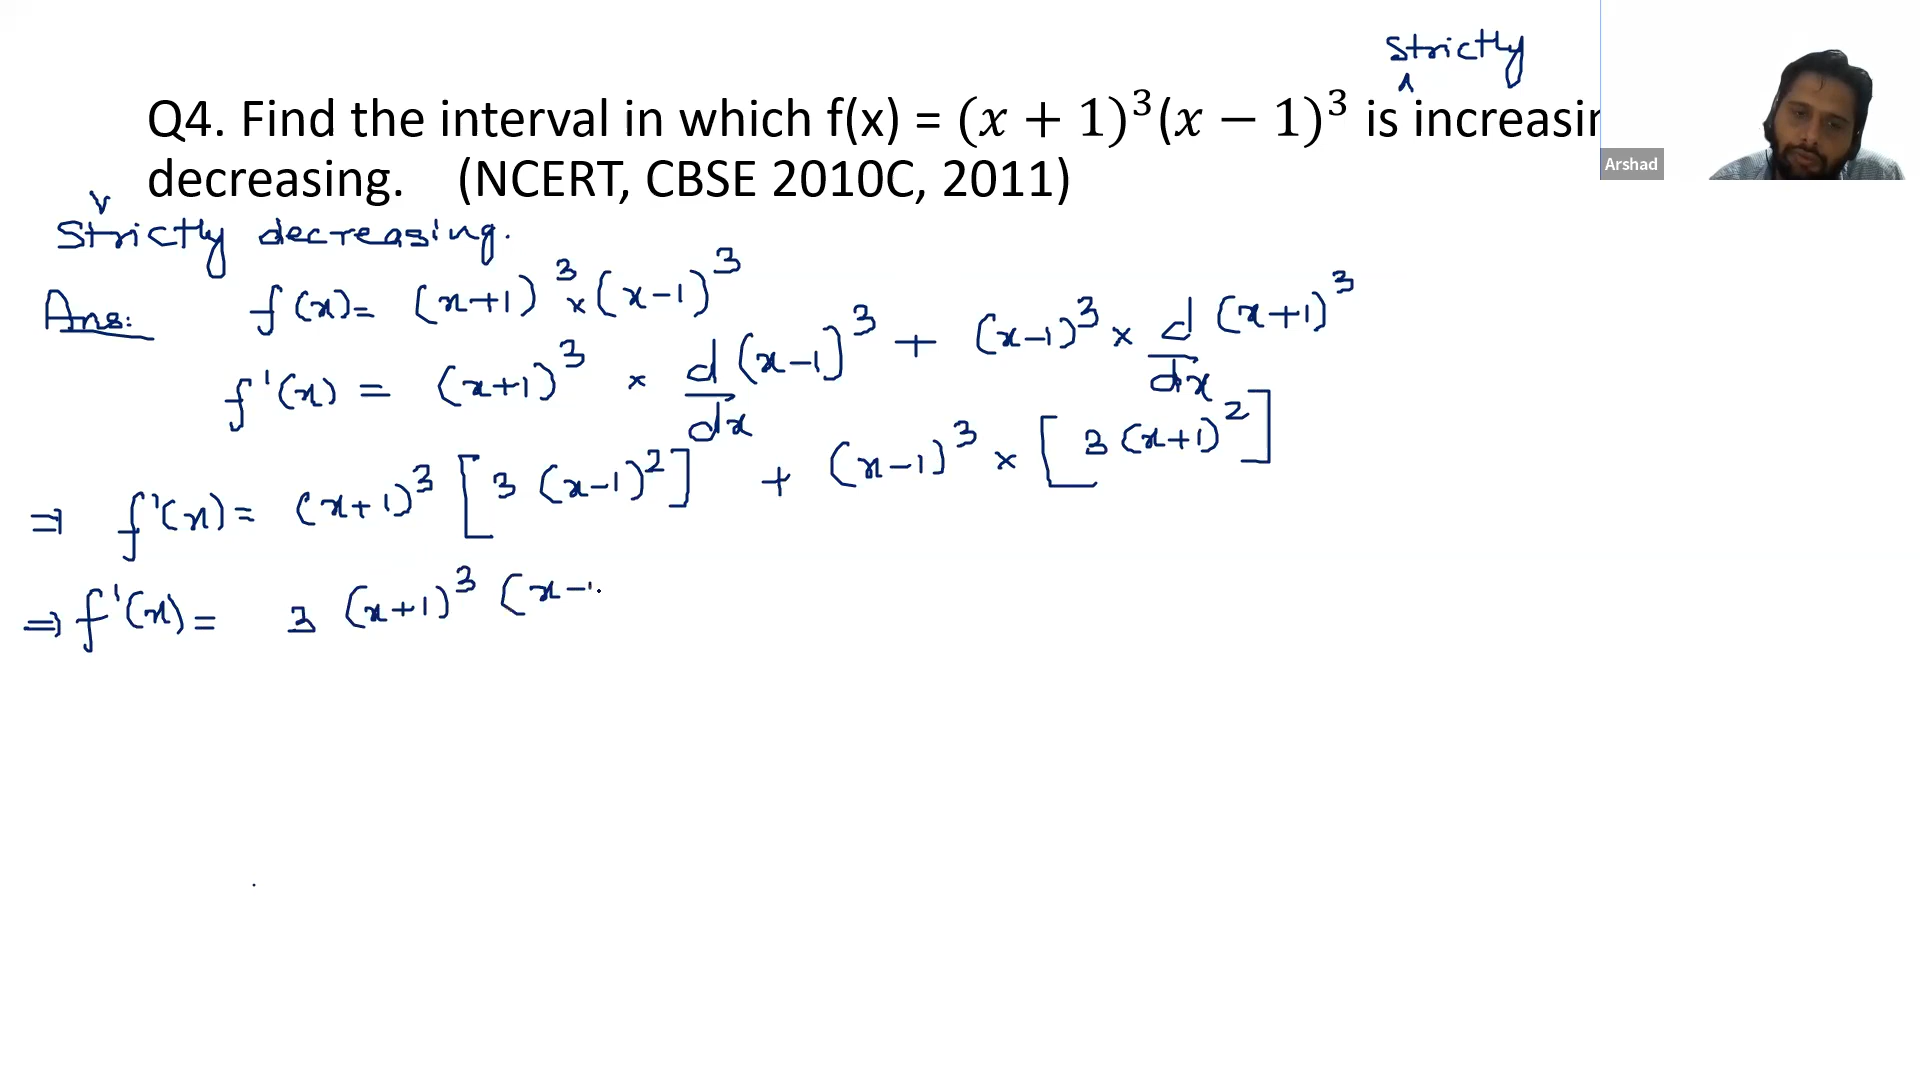 strictly
Q4. Find the interval in which f(x) = (𝑥 + 1)³(𝑥 − 1)³ is increasin
Arshad
decreasing. (NCERT, CBSE 2010C, 2011)
Strictly decreasing.
Ans: f(x) = (x+1)³ × (x-1)³
f'(x) = (x+1)³ × d/dx (x-1)³ + (x-1)³ × d/dx (x+1)³
⇒ f'(x) = (x+1)³ [3 (x-1)²] + (x-1)³ × [3 (x+1)²]
⇒ f'(x) = 3 (x+1)³ (x-